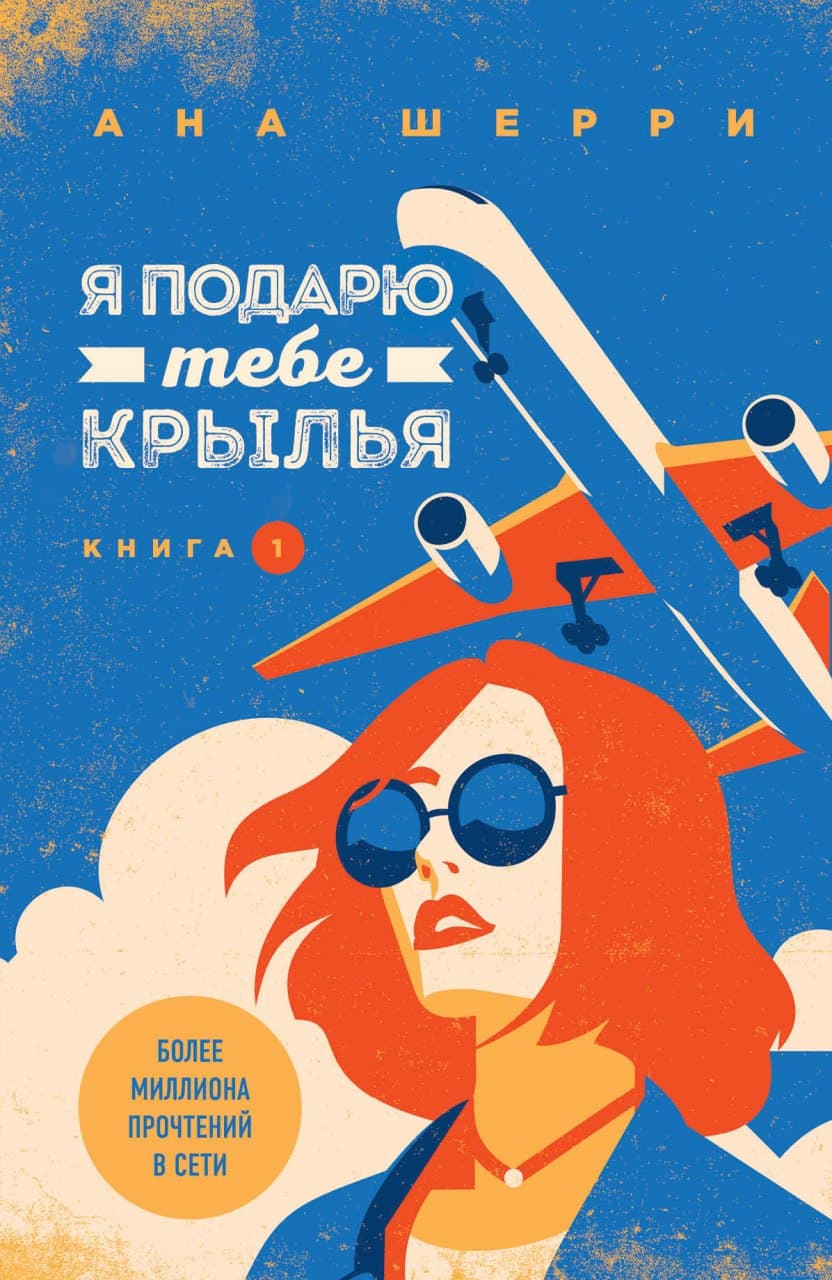 АНА ШЕРРИ
Я ПОДАРЮ
тебе
КРЫЛЬЯ
КНИГА 1
БОЛЕЕ
МИЛЛИОНА
ПРОЧТЕНИЙ
В СЕТИ